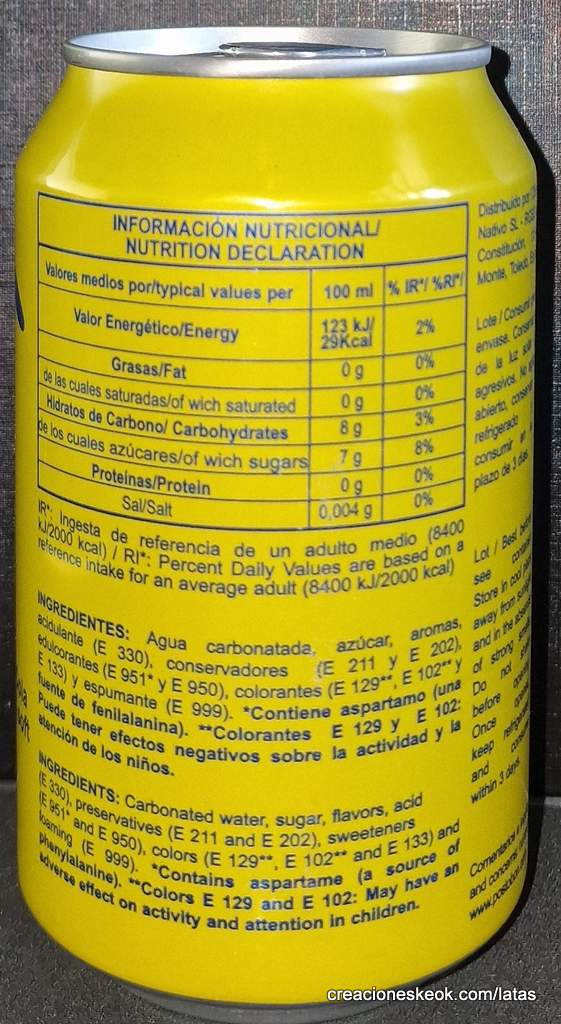 INFORMACIÓN NUTRICIONAL/
NUTRITION DECLARATION
Valores medios por/typical values per 100 ml % IR*/ %RI*/
Valor Energético/Energy 123 kJ/ 29Kcal 2%
Grasas/Fat 0 g 0%
de las cuales saturadas/of wich saturated 0 g 0%
Hidratos de Carbono/ Carbohydrates 8 g 3%
de los cuales azúcares/of wich sugars 7 g 8%
Proteínas/Protein 0 g 0%
Sal/Salt 0,004 g 0%
IR*: Ingesta de referencia de un adulto medio (8400
kJ/2000 kcal) / RI*: Percent Daily Values are based on a
reference intake for an average adult (8400 kJ/2000 kcal)
INGREDIENTES: Agua carbonatada, azúcar, aromas,
acidulante (E 330), conservadores (E 211 y E 202),
edulcorantes (E 951* y E 950), colorantes (E 129**, E 102** y
E 133) y espumante (E 999). *Contiene aspartamo (una
fuente de fenilalanina). **Colorantes E 129 y E 102:
Puede tener efectos negativos sobre la actividad y la
atención de los niños.
INGREDIENTS: Carbonated water, sugar, flavors, acid
(E 330), preservatives (E 211 and E 202), sweeteners
(E 951* and E 950), colors (E 129**, E 102** and E 133) and
foaming (E 999). *Contains aspartame (a source of
phenylalanine). **Colors E 129 and E 102: May have an
adverse effect on activity and attention in children.
Distribuido por
Nativo SL - 
Constitución,
Monte, Toledo,
Lote / 
envase. 
de la luz 
agresivos. 
abierto, 
refrigerado
consumir en
plazo de 3 días
Lot / Best before
see
Store in cool
away from
and in the
of strong
Do not
before
Once
keep
and
within 3 days
and
creacioneskeok.com/latas